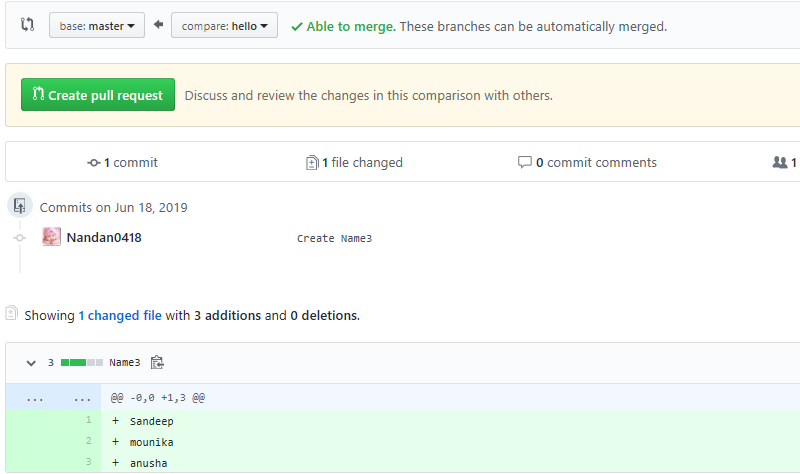 base: master compare: hello Able to merge. These branches can be automatically merged.
Create pull request Discuss and review the changes in this comparison with others.
1 commit 1 file changed 0 commit comments 1
Commits on Jun 18, 2019
Nandan0418 Create Name3
Showing 1 changed file with 3 additions and 0 deletions.
3 Name3
... ... @@ -0,0 +1,3 @@
1 + Sandeep
2 + mounika
3 + anusha